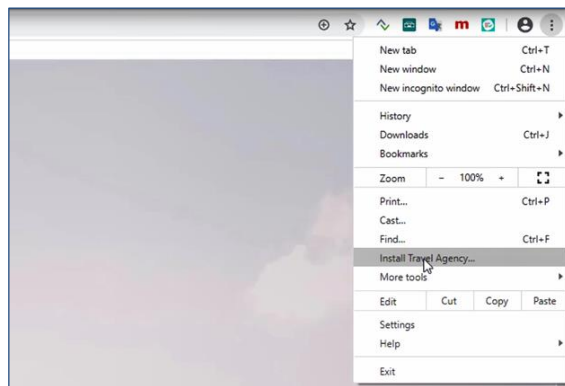 m
New tab Ctrl+T
New window Ctrl+N
New incognito window Ctrl+Shift+N
History
Downloads Ctrl+J
Bookmarks
Zoom - 100% +
Print... Ctrl+P
Cast...
Find... Ctrl+F
Install Travel Agency...
More tools
Edit Cut Copy Paste
Settings
Help
Exit